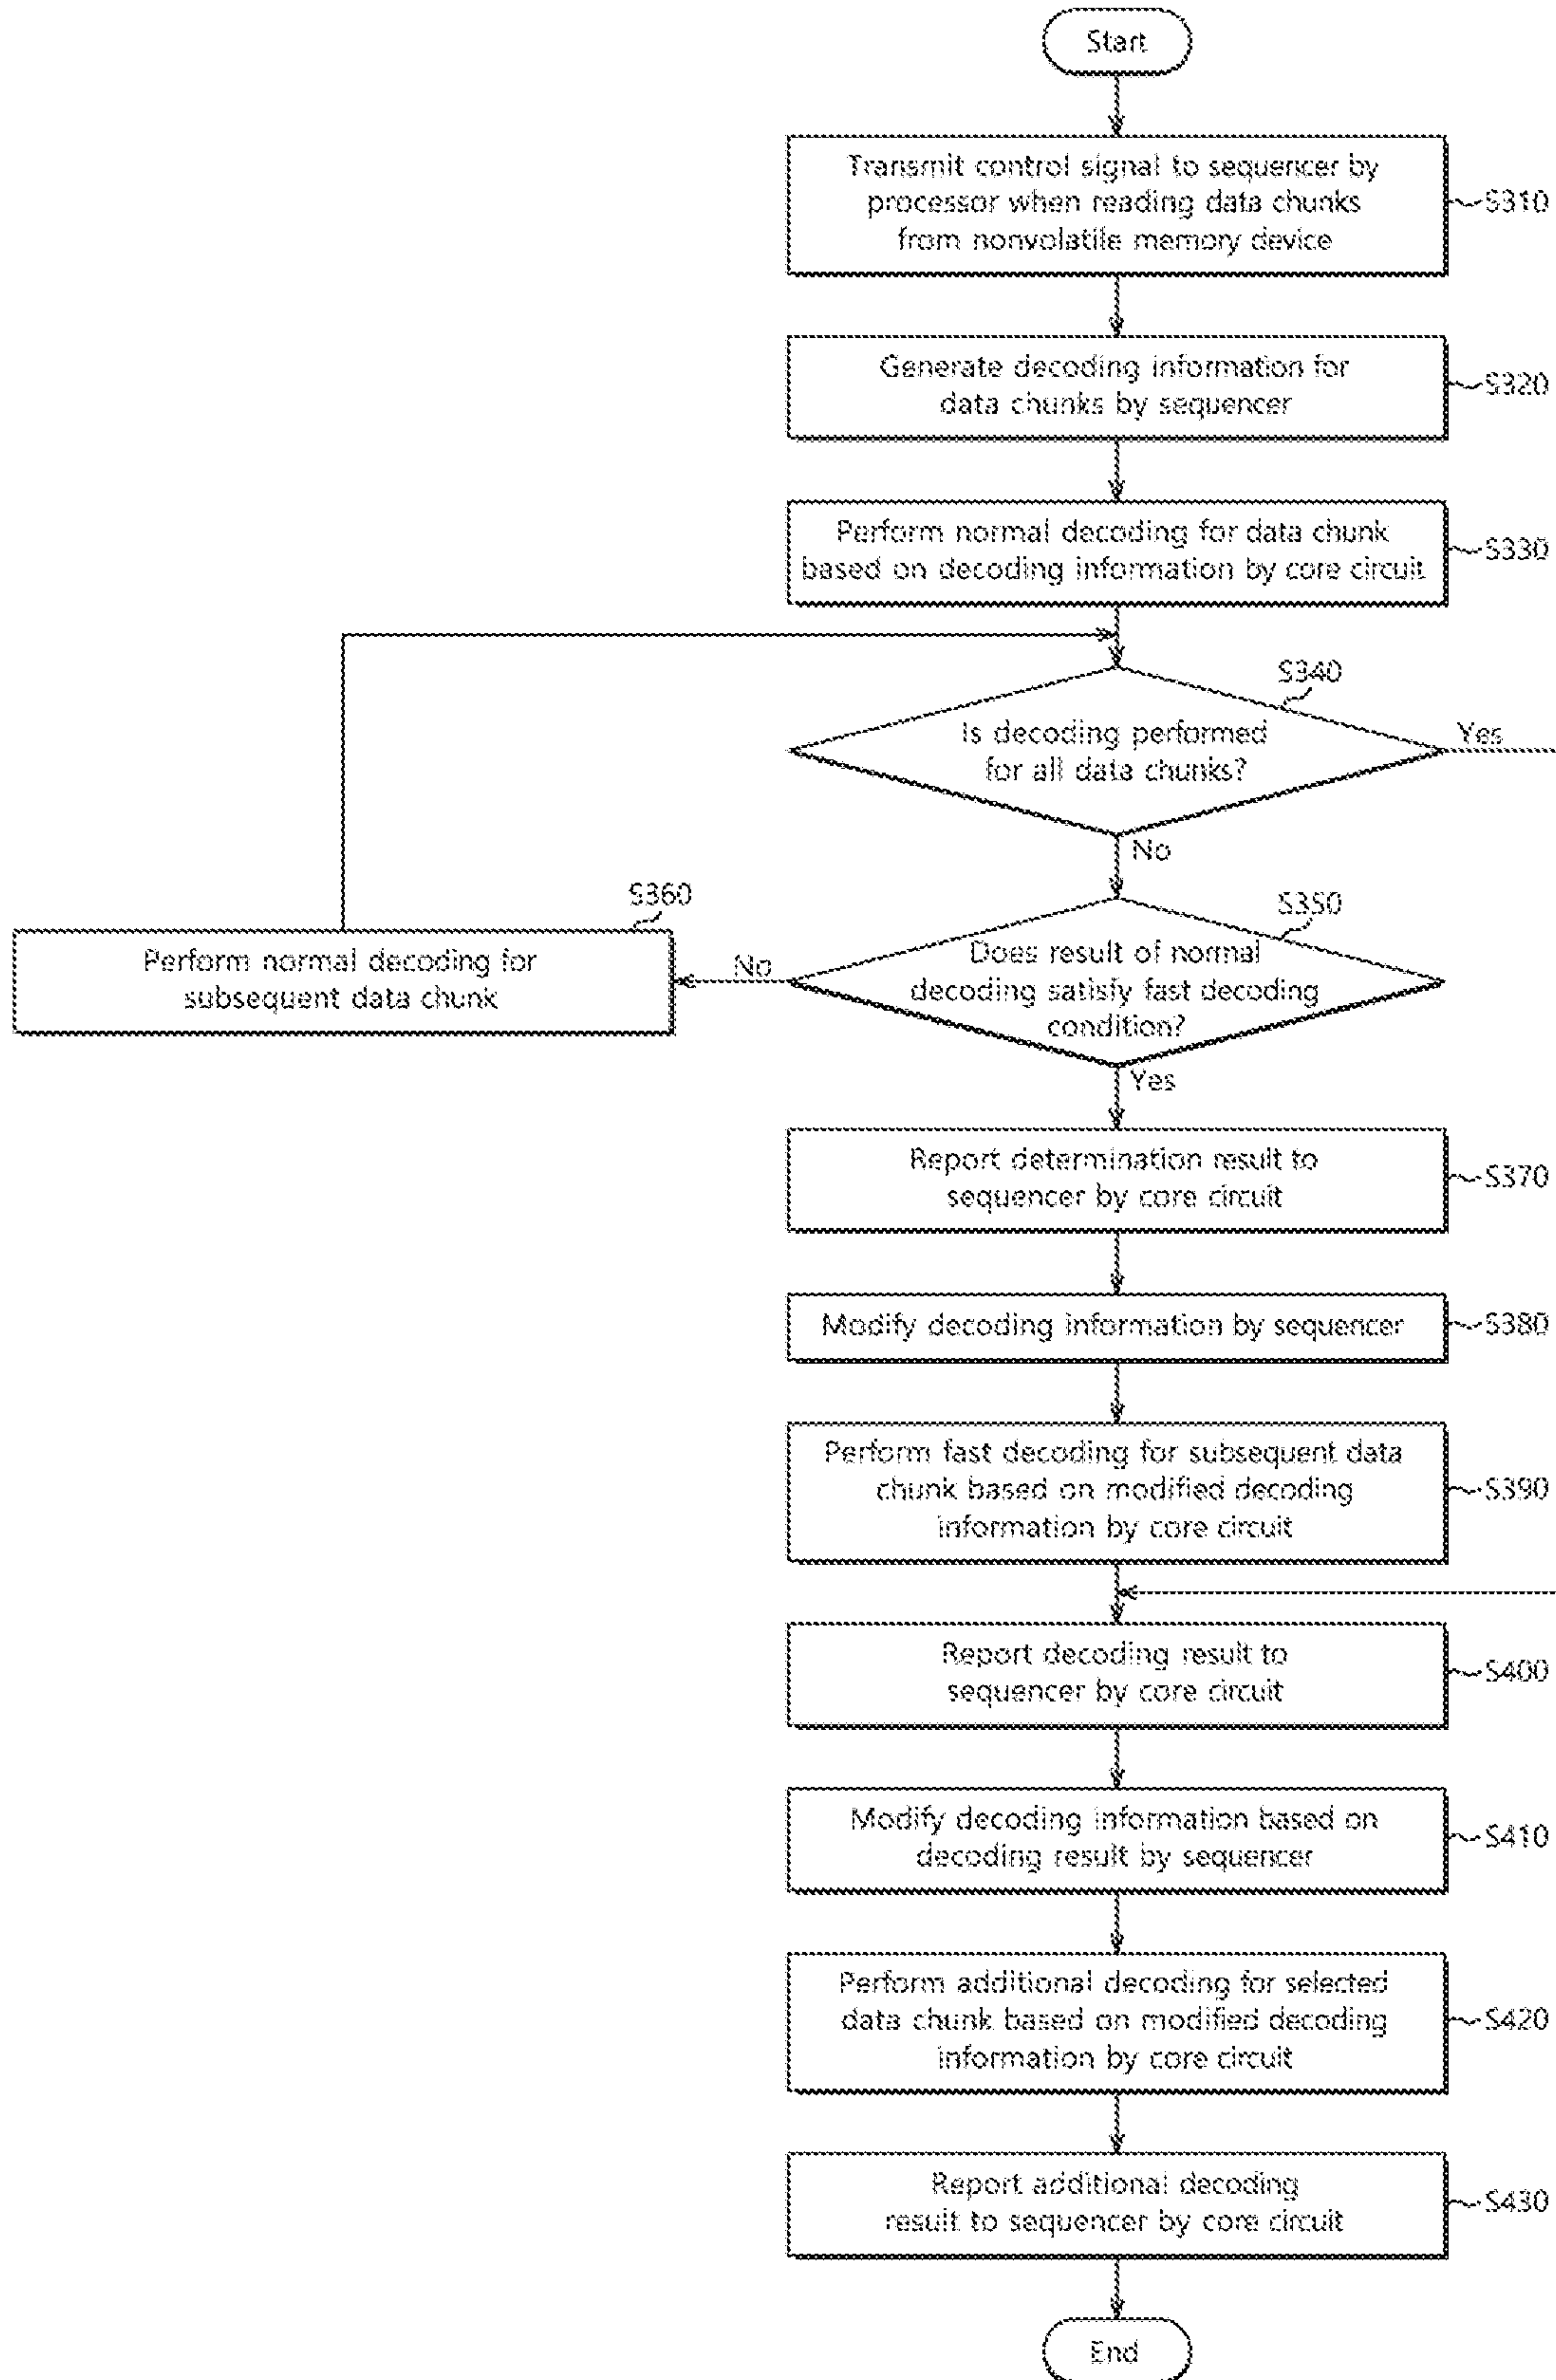 Start
Transmit control signal to sequencer by
processor when reading data chunks
from nonvolatile memory device
S310
Generate decoding information for
data chunks by sequencer
S320
Perform normal decoding for data chunk
based on decoding information by core circuit
S330
S340
Is decoding performed
for all data chunks?
Yes
No
S350
Does result of normal
decoding satisfy fast decoding
condition?
No
S360
Perform normal decoding for
subsequent data chunk
Yes
Report determination result to
sequencer by core circuit
S370
Modify decoding information by sequencer
S380
Perform fast decoding for subsequent data
chunk based on modified decoding
information by core circuit
S390
Report decoding result to
sequencer by core circuit
S400
Modify decoding information based on
decoding result by sequencer
S410
Perform additional decoding for selected
data chunk based on modified decoding
information by core circuit
S420
Report additional decoding
result to sequencer by core circuit
S430
End